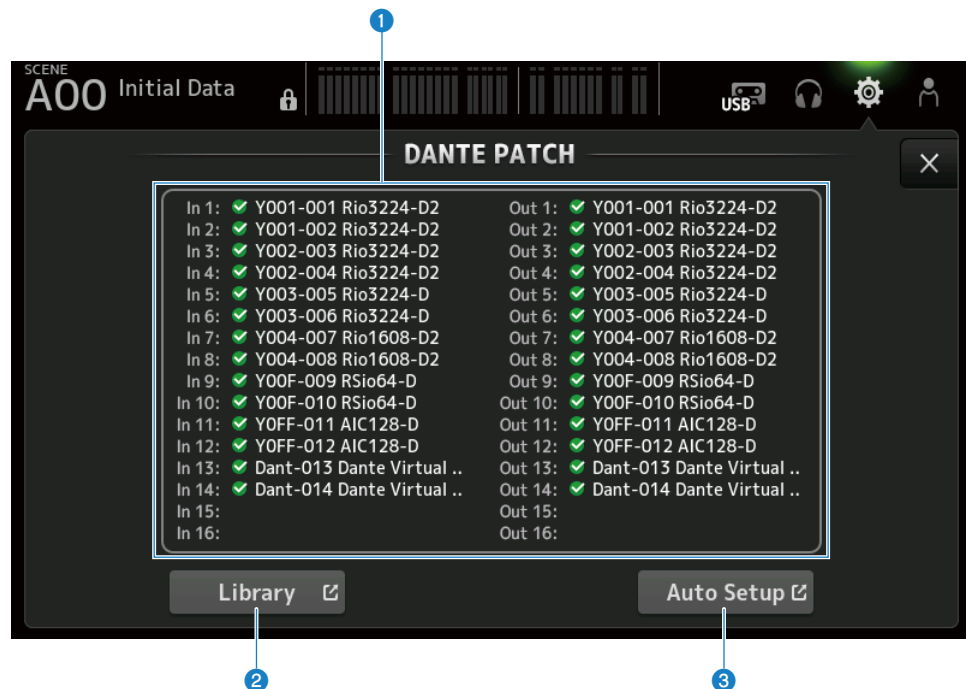 1
SCENE
A00 Initial Data
USB
DANTE PATCH
In 1: Y001-001 Rio3224-D2 Out 1: Y001-001 Rio3224-D2
In 2: Y001-002 Rio3224-D2 Out 2: Y001-002 Rio3224-D2
In 3: Y002-003 Rio3224-D2 Out 3: Y002-003 Rio3224-D2
In 4: Y002-004 Rio3224-D2 Out 4: Y002-004 Rio3224-D2
In 5: Y003-005 Rio3224-D Out 5: Y003-005 Rio3224-D
In 6: Y003-006 Rio3224-D Out 6: Y003-006 Rio3224-D
In 7: Y004-007 Rio1608-D2 Out 7: Y004-007 Rio1608-D2
In 8: Y004-008 Rio1608-D2 Out 8: Y004-008 Rio1608-D2
In 9: Y00F-009 RSio64-D Out 9: Y00F-009 RSio64-D
In 10: Y00F-010 RSio64-D Out 10: Y00F-010 RSio64-D
In 11: Y0FF-011 AIC128-D Out 11: Y0FF-011 AIC128-D
In 12: Y0FF-012 AIC128-D Out 12: Y0FF-012 AIC128-D
In 13: Dant-013 Dante Virtual .. Out 13: Dant-013 Dante Virtual ..
In 14: Dant-014 Dante Virtual .. Out 14: Dant-014 Dante Virtual ..
In 15: Out 15:
In 16: Out 16:
Library Auto Setup
2 3